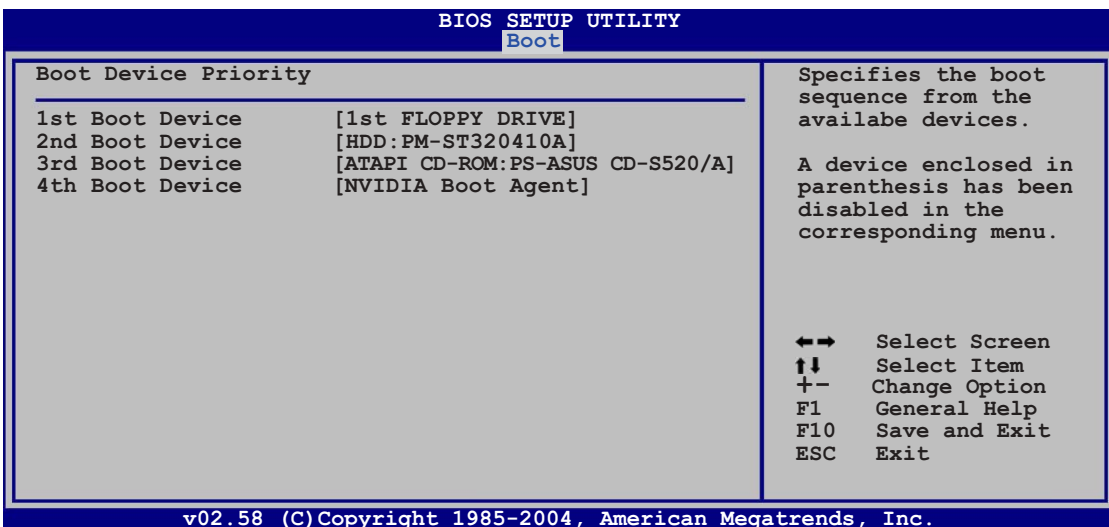 BIOS SETUP UTILITY
Boot
Boot Device Priority
1st Boot Device [1st FLOPPY DRIVE]
2nd Boot Device [HDD:PM-ST320410A]
3rd Boot Device [ATAPI CD-ROM:PS-ASUS CD-S520/A]
4th Boot Device [NVIDIA Boot Agent]
Specifies the boot
sequence from the
availabe devices.
A device enclosed in
parenthesis has been
disabled in the
corresponding menu.
←→ Select Screen
↑↓ Select Item
+- Change Option
F1 General Help
F10 Save and Exit
ESC Exit
v02.58 (C)Copyright 1985-2004, American Megatrends, Inc.